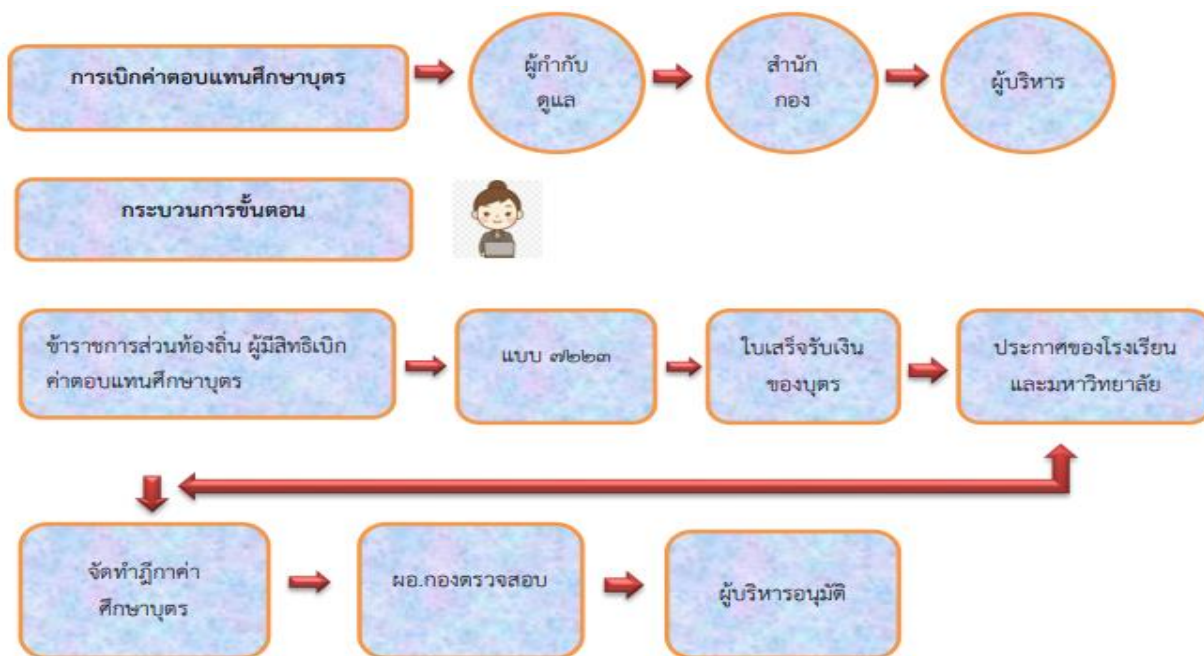 การเบิกค่าตอบแทนศึกษาบุตร
ผู้กำกับ
ดูแล
สำนัก
กอง
ผู้บริหาร
กระบวนการขั้นตอน
ข้าราชการส่วนท้องถิ่น ผู้มีสิทธิเบิก
ค่าตอบแทนศึกษาบุตร
แบบ ๗๒๒๓
ใบเสร็จรับเงิน
ของบุตร
ประกาศของโรงเรียน
และมหาวิทยาลัย
จัดทำฎีกาค่า
ศึกษาบุตร
ผอ.กองตรวจสอบ
ผู้บริหารอนุมัติ